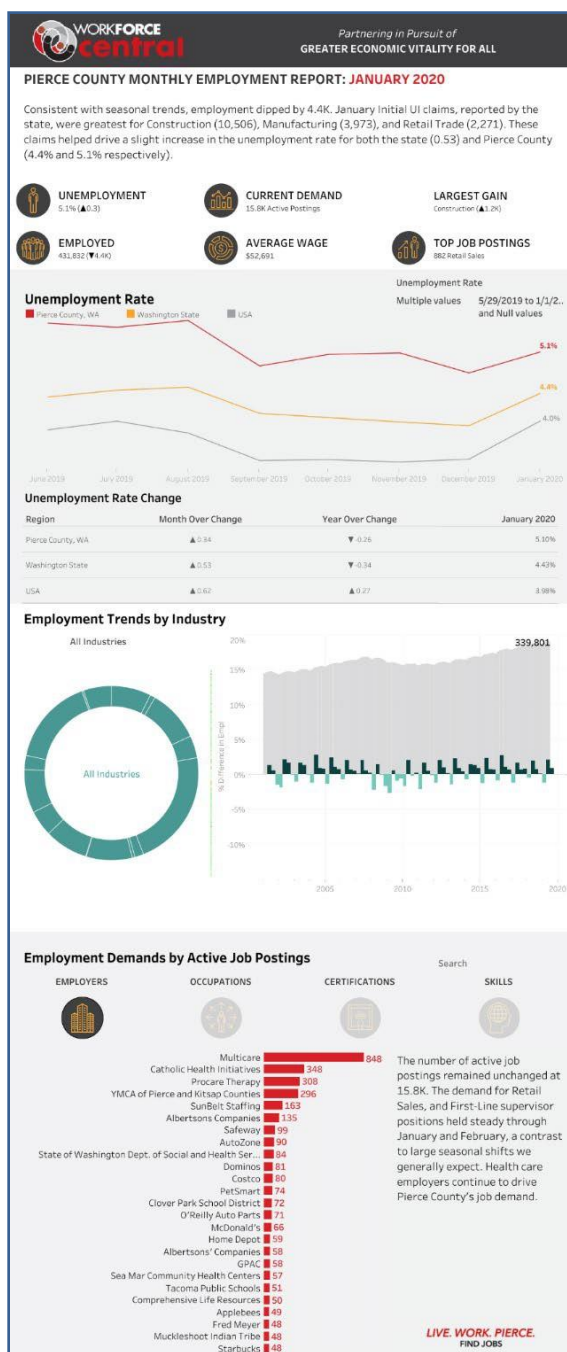 WORKFORCE
central
Partnering in Pursuit of
GREATER ECONOMIC VITALITY FOR ALL
PIERCE COUNTY MONTHLY EMPLOYMENT REPORT: JANUARY 2020
Consistent with seasonal trends, employment dipped by 4.4K. January Initial UI claims, reported by the
state, were greatest for Construction (10,506), Manufacturing (3,973), and Retail Trade (2,271). These
claims helped drive a slight increase in the unemployment rate for both the state (0.53) and Pierce County
(4.4% and 5.1% respectively).
UNEMPLOYMENT
5.1% (▲0.3)
CURRENT DEMAND
15.8K Active Postings
LARGEST GAIN
Construction (▲1.2K)
EMPLOYED
431,832 (▼4.4K)
AVERAGE WAGE
$52,691
TOP JOB POSTINGS
882 Retail Sales
Unemployment Rate
Unemployment Rate
Multiple values
5/29/2019 to 1/1/2..
and Null values
Pierce County, WA
Washington State
USA
5.1%
4.4%
4.0%
June 2019
July 2019
August 2019
September 2019
October 2019
November 2019
December 2019
January 2020
Unemployment Rate Change
Region Month Over Change Year Over Change January 2020
Pierce County, WA ▲0.34 ▼-0.26 5.10%
Washington State ▲0.53 ▼-0.34 4.43%
USA ▲0.62 ▲0.27 3.98%
Employment Trends by Industry
All Industries
All Industries
% Difference in Empl
20%
15%
10%
5%
0%
-5%
-10%
339,801
2005
2010
2015
2020
Employment Demands by Active Job Postings
Search
EMPLOYERS
OCCUPATIONS
CERTIFICATIONS
SKILLS
Multicare 848
Catholic Health Initiatives 348
Procare Therapy 308
YMCA of Pierce and Kitsap Counties 296
SunBelt Staffing 163
Albertsons Companies 135
Safeway 99
AutoZone 90
State of Washington Dept. of Social and Health Ser... 84
Dominos 81
Costco 80
PetSmart 74
Clover Park School District 72
O'Reilly Auto Parts 71
McDonald's 66
Home Depot 59
Albertsons' Companies 58
GPAC 58
Sea Mar Community Health Centers 57
Tacoma Public Schools 51
Comprehensive Life Resources 50
Applebees 49
Fred Meyer 48
Muckleshoot Indian Tribe 48
Starbucks 48
The number of active job
postings remained unchanged at
15.8K. The demand for Retail
Sales, and First-Line supervisor
positions held steady through
January and February, a contrast
to large seasonal shifts we
generally expect. Health care
employers continue to drive
Pierce County's job demand.
LIVE. WORK. PIERCE.
FIND JOBS